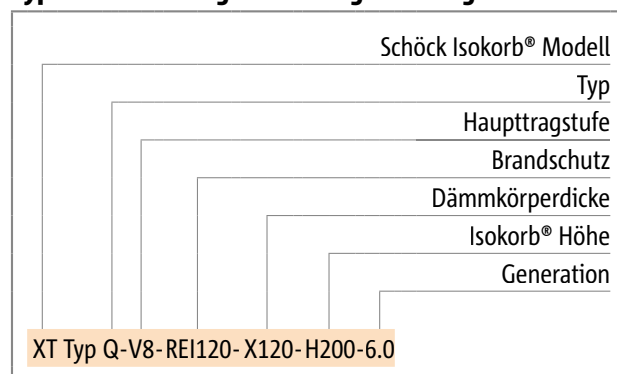 Schöck Isokorb® Modell
Typ
Haupttragstufe
Brandschutz
Dämmkörperdicke
Isokorb® Höhe
Generation
XT Typ Q-V8-REI120-X120-H200-6.0